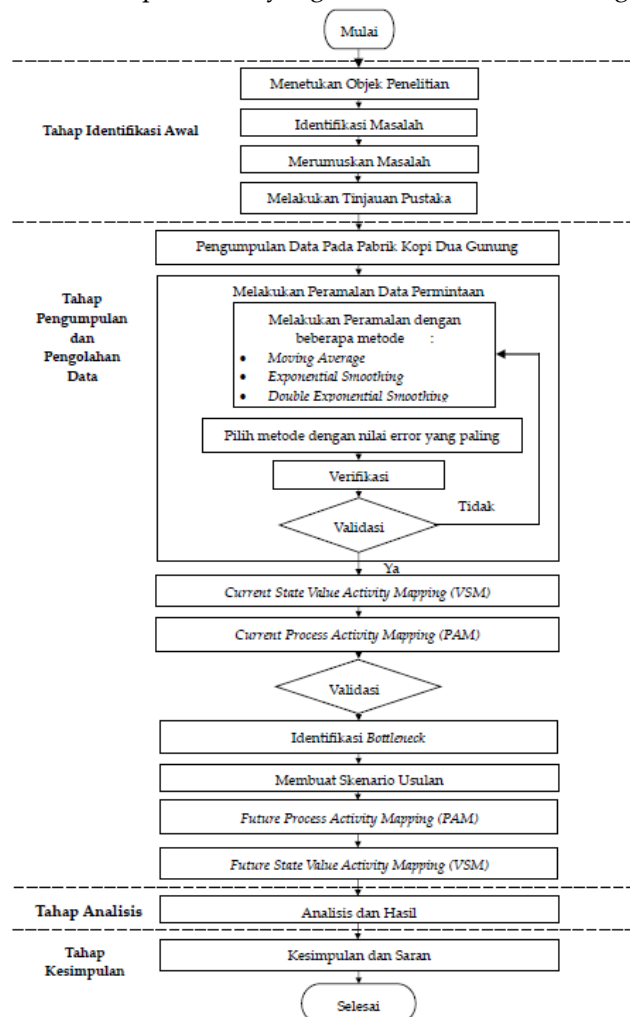 Mulai
Menetukan Objek Penelitian
Tahap Identifikasi Awal
Identifikasi Masalah
Merumuskan Masalah
Melakukan Tinjauan Pustaka
Pengumpulan Data Pada Pabrik Kopi Dua Gunung
Tahap
Pengumpulan
dan
Pengolahan
Data
Melakukan Peramalan Data Permintaan
Melakukan Peramalan dengan
beberapa metode :
• Moving Average
• Exponential Smoothing
• Double Exponential Smoothing
Pilih metode dengan nilai error yang paling
Verifikasi
Validasi
Tidak
Ya
Current State Value Activity Mapping (VSM)
Current Process Activity Mapping (PAM)
Validasi
Identifikasi Bottleneck
Membuat Skenario Usulan
Future Process Activity Mapping (PAM)
Future State Value Activity Mapping (VSM)
Tahap Analisis
Analisis dan Hasil
Tahap
Kesimpulan
Kesimpulan dan Saran
Selesai